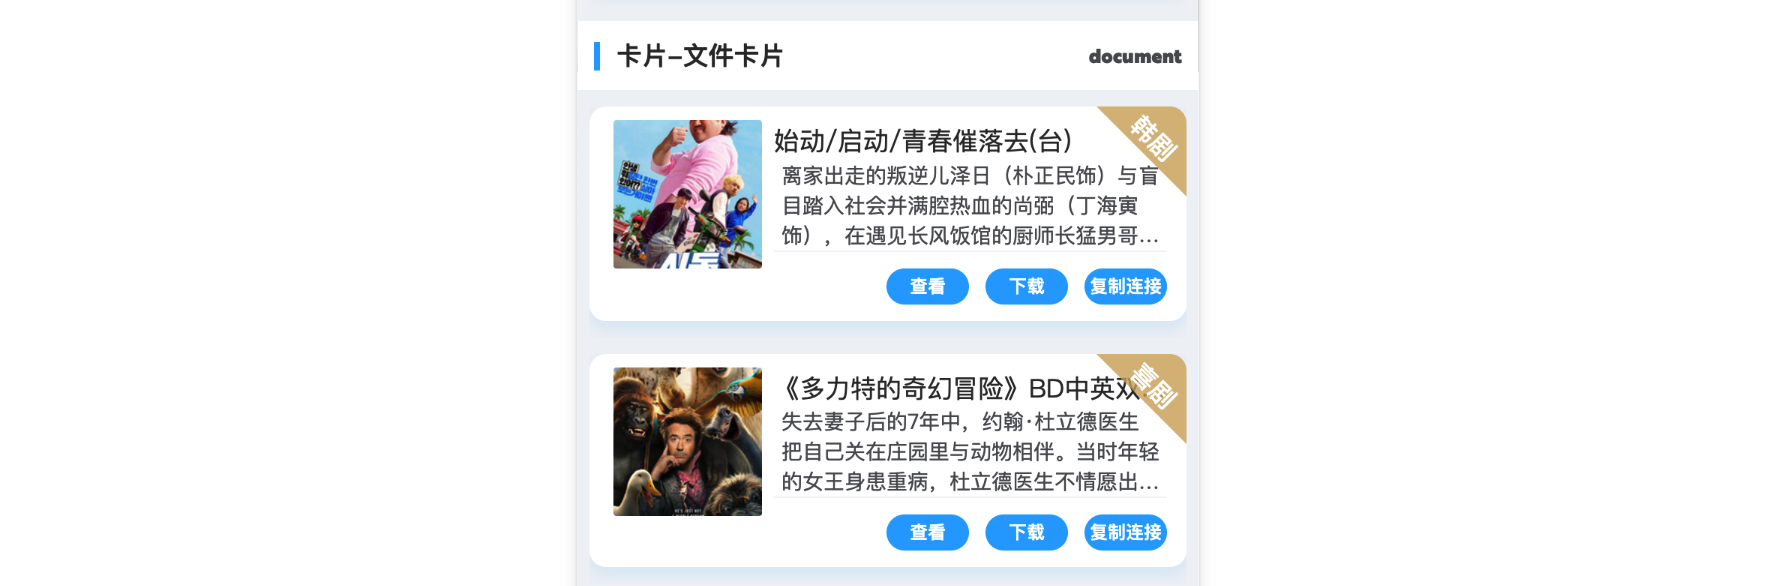 卡片-文件卡片
document
始动/启动/青春催落去(台)
韩剧
离家出走的叛逆儿泽日（朴正民饰）与盲
目踏入社会并满腔热血的尚弼（丁海寅
饰），在遇见长风饭馆的厨师长猛男哥...
查看
下载
复制连接
《多力特的奇幻冒险》BD中英双
喜剧
失去妻子后的7年中，约翰·杜立德医生
把自己关在庄园里与动物相伴。当时年轻
的女王身患重病，杜立德医生不情愿出...
查看
下载
复制连接